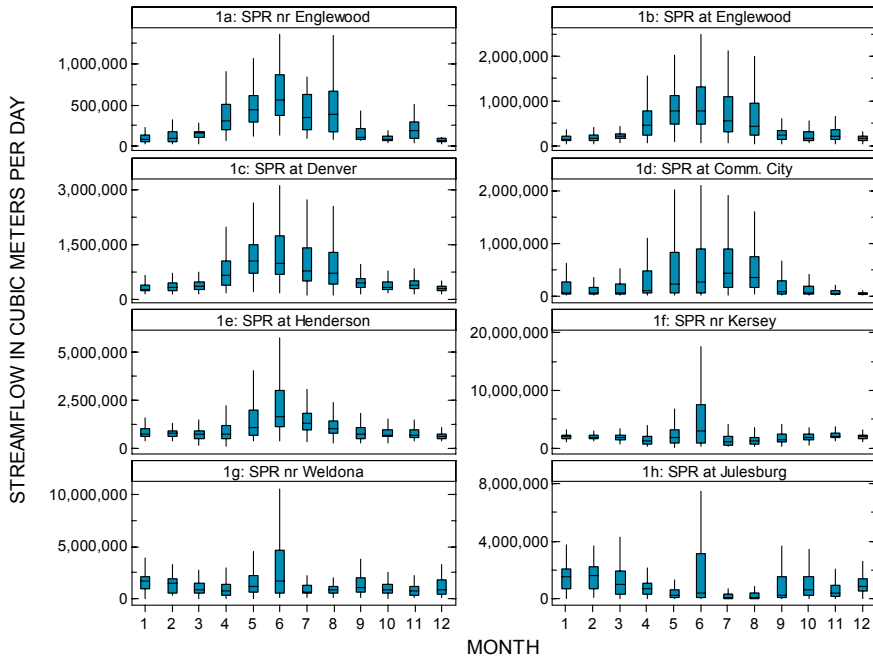 STREAMFLOW IN CUBIC METERS PER DAY
1a: SPR nr Englewood
1,000,000
500,000
0
1b: SPR at Englewood
2,000,000
1,000,000
0
1c: SPR at Denver
3,000,000
1,500,000
0
1d: SPR at Comm. City
2,000,000
1,000,000
0
1e: SPR at Henderson
5,000,000
2,500,000
0
1f: SPR nr Kersey
20,000,000
10,000,000
0
1g: SPR nr Weldona
10,000,000
5,000,000
0
1 2 3 4 5 6 7 8 9 10 11 12
1h: SPR at Julesburg
8,000,000
4,000,000
0
1 2 3 4 5 6 7 8 9 10 11 12
MONTH